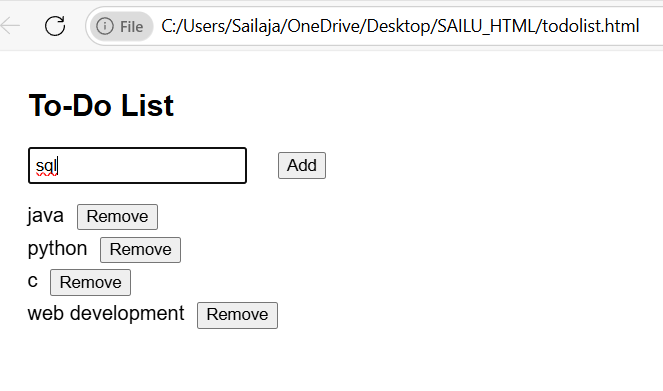 File C:/Users/Sailaja/OneDrive/Desktop/SAILU_HTML/todolist.html
To-Do List
sql Add
java Remove
python Remove
c Remove
web development Remove